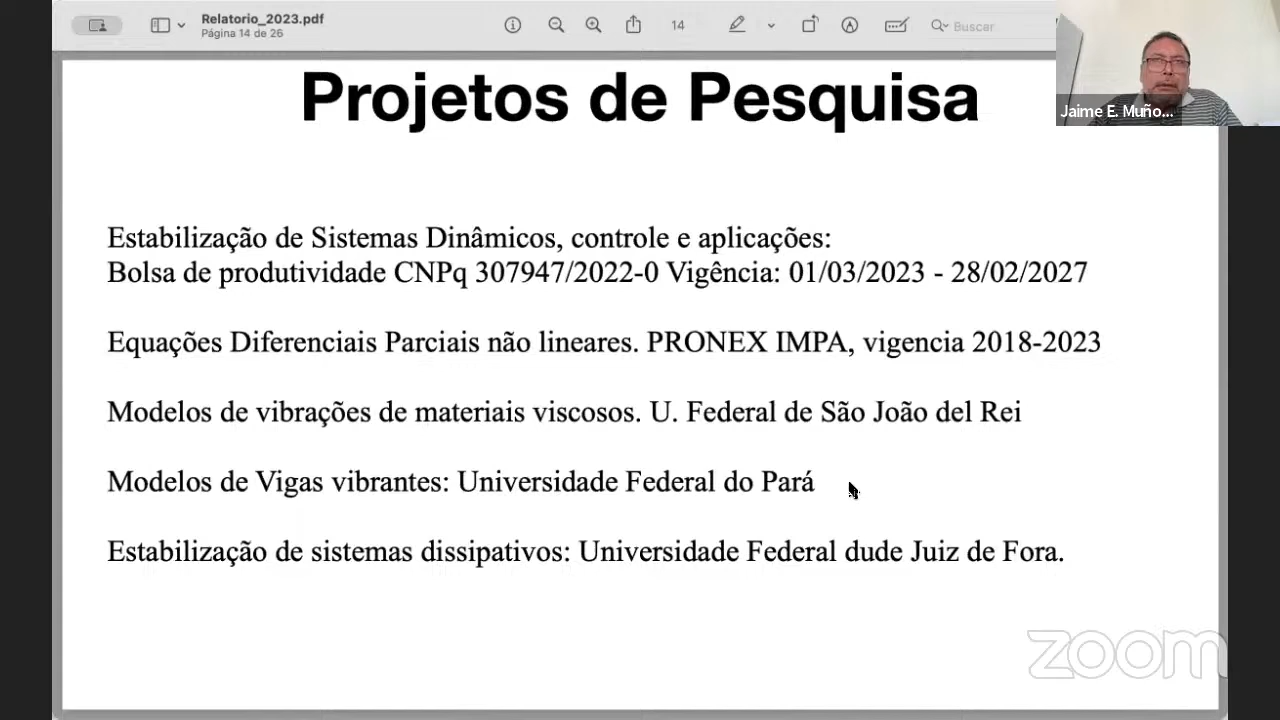 Relatorio_2023.pdf
Página 14 de 26
14
Buscar
Jaime E. Muño...
Projetos de Pesquisa
Estabilização de Sistemas Dinâmicos, controle e aplicações:
Bolsa de produtividade CNPq 307947/2022-0 Vigência: 01/03/2023 - 28/02/2027
Equações Diferenciais Parciais não lineares. PRONEX IMPA, vigencia 2018-2023
Modelos de vibrações de materiais viscosos. U. Federal de São João del Rei
Modelos de Vigas vibrantes: Universidade Federal do Pará
Estabilização de sistemas dissipativos: Universidade Federal dude Juiz de Fora.
zoom